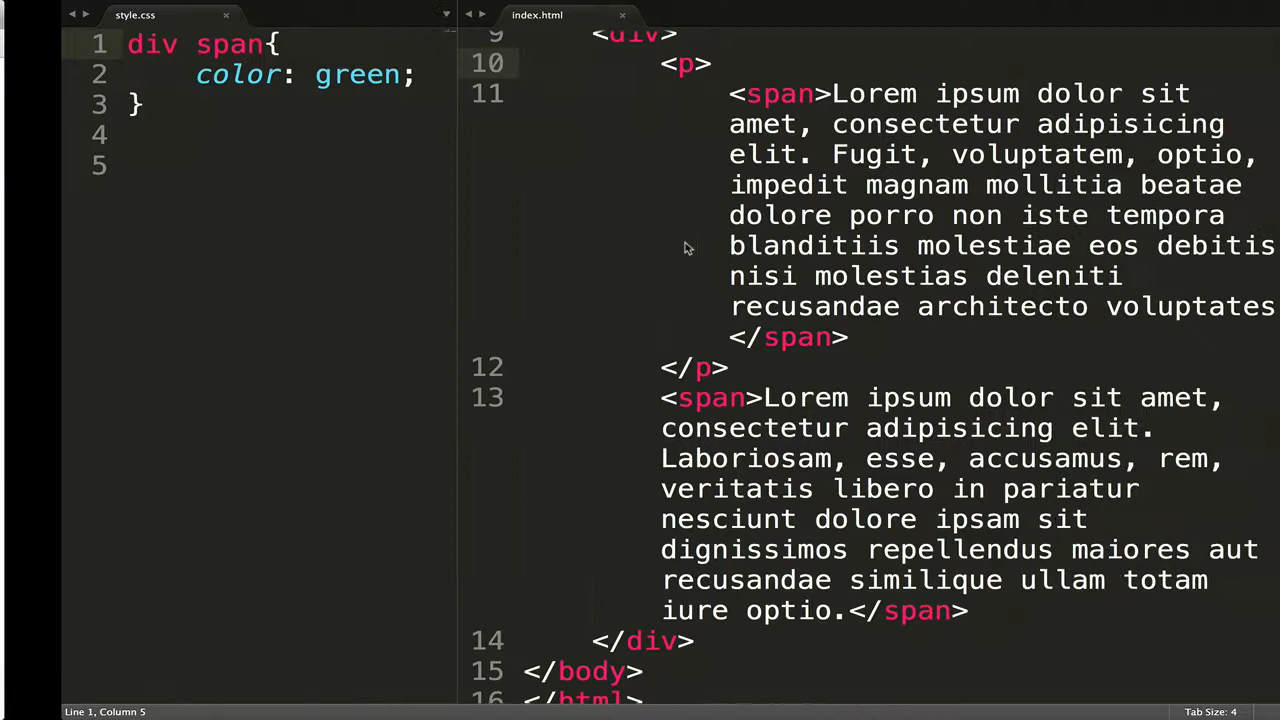 style.css
1 div span{
2 color: green;
3 }
4
5
index.html
9 <div>
10 <p>
11 <span>Lorem ipsum dolor sit
amet, consectetur adipisicing
elit. Fugit, voluptatem, optio,
impedit magnam mollitia beatae
dolore porro non iste tempora
blanditiis molestiae eos debitis
nisi molestias deleniti
recusandae architecto voluptates
</span>
12 </p>
13 <span>Lorem ipsum dolor sit amet,
consectetur adipisicing elit.
Laboriosam, esse, accusamus, rem,
veritatis libero in pariatur
nesciunt dolore ipsam sit
dignissimos repellendus maiores aut
recusandae similique ullam totam
iure optio.</span>
14 </div>
15 </body>
16 </html>
Line 1, Column 5
Tab Size: 4